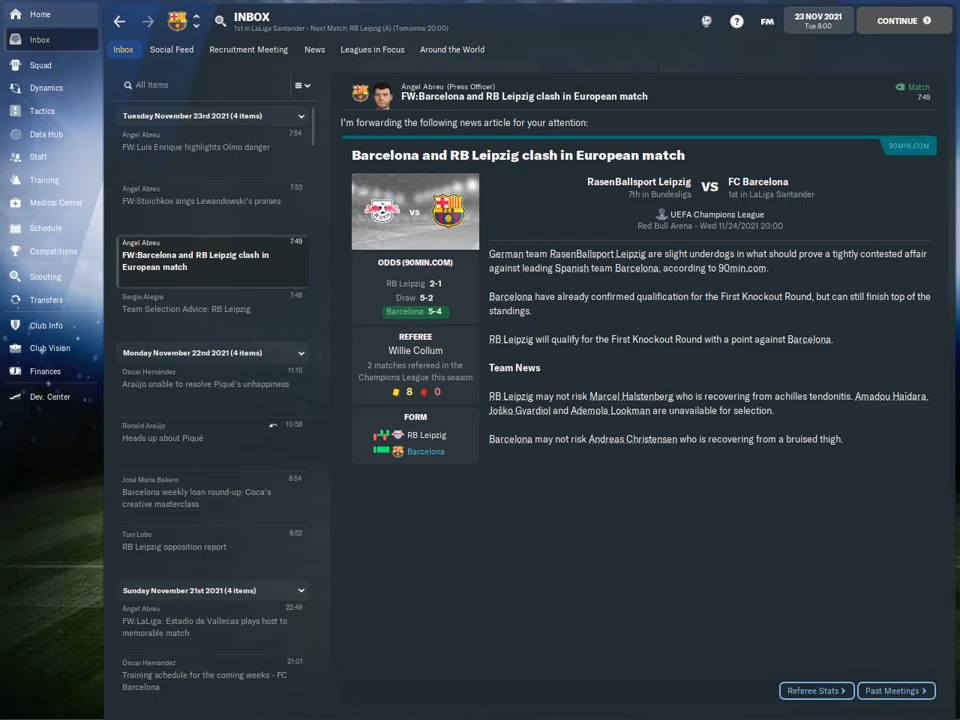 Home
Inbox
Squad
Dynamics
Tactics
Data Hub
Staff
Training
Medical Center
Schedule
Competitions
Scouting
Transfers
Club Info
Club Vision
Finances
Dev. Center
INBOX
1st in LaLiga Santander - Next Match: RB Leipzig (A) (Tomorrow 20:00)
?
FM
23 NOV 2021
Tue 8:00
CONTINUE
Inbox
Social Feed
Recruitment Meeting
News
Leagues in Focus
Around the World
All Items
Tuesday November 23rd 2021 (4 items)
Ángel Abreu 7:54
FW:Luis Enrique highlights Olmo danger
Ángel Abreu 7:53
FW:Stoichkov sings Lewandowski's praises
Ángel Abreu 7:49
FW:Barcelona and RB Leipzig clash in
European match
Sergio Alegre 7:46
Team Selection Advice: RB Leipzig
Monday November 22nd 2021 (4 items)
Óscar Hernández 11:15
Araújo unable to resolve Piqué's unhappiness
Ronald Araújo 10:58
Heads up about Piqué
José María Bakero 8:54
Barcelona weekly loan round-up: Coca's
creative masterclass
Toni Lobo 8:52
RB Leipzig opposition report
Sunday November 21st 2021 (4 items)
Ángel Abreu 22:49
FW:LaLiga: Estadio de Vallecas plays host to
memorable match
Óscar Hernández 21:01
Training schedule for the coming weeks - FC
Barcelona
Ángel Abreu (Press Officer)
FW:Barcelona and RB Leipzig clash in European match
Match
7:49
I'm forwarding the following news article for your attention:
90MIN.COM
Barcelona and RB Leipzig clash in European match
VS
ODDS (90MIN.COM)
RB Leipzig 2-1
Draw 5-2
Barcelona 5-4
REFEREE
Willie Collum
2 matches refereed in the
Champions League this season
8 0
FORM
RB Leipzig
Barcelona
RasenBallsport Leipzig VS FC Barcelona
7th in Bundesliga 1st in LaLiga Santander
UEFA Champions League
Red Bull Arena - Wed 11/24/2021 20:00
German team RasenBallsport Leipzig are slight underdogs in what should prove a tightly contested affair
against leading Spanish team Barcelona, according to 90min.com.
Barcelona have already confirmed qualification for the First Knockout Round, but can still finish top of the
standings.
RB Leipzig will qualify for the First Knockout Round with a point against Barcelona.
Team News
RB Leipzig may not risk Marcel Halstenberg who is recovering from achilles tendonitis. Amadou Haidara,
Joško Gvardiol and Ademola Lookman are unavailable for selection.
Barcelona may not risk Andreas Christensen who is recovering from a bruised thigh.
Referee Stats
Past Meetings